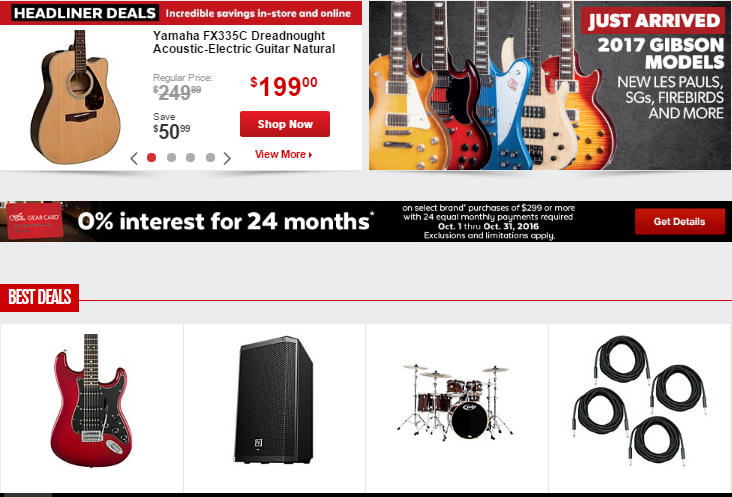 HEADLINER DEALS Incredible savings in-store and online
Yamaha FX335C Dreadnought
Acoustic-Electric Guitar Natural
Regular Price:
$249.99
$199.00
Save
$50.99
Shop Now
View More
JUST ARRIVED
2017 GIBSON
MODELS
NEW LES PAULS,
SGs, FIREBIRDS
AND MORE
GEAR CARD
0% interest for 24 months*
on select brand* purchases of $299 or more
with 24 equal monthly payments required
Oct. 1 thru Oct. 31, 2016
Exclusions and limitations apply.
Get Details
BEST DEALS